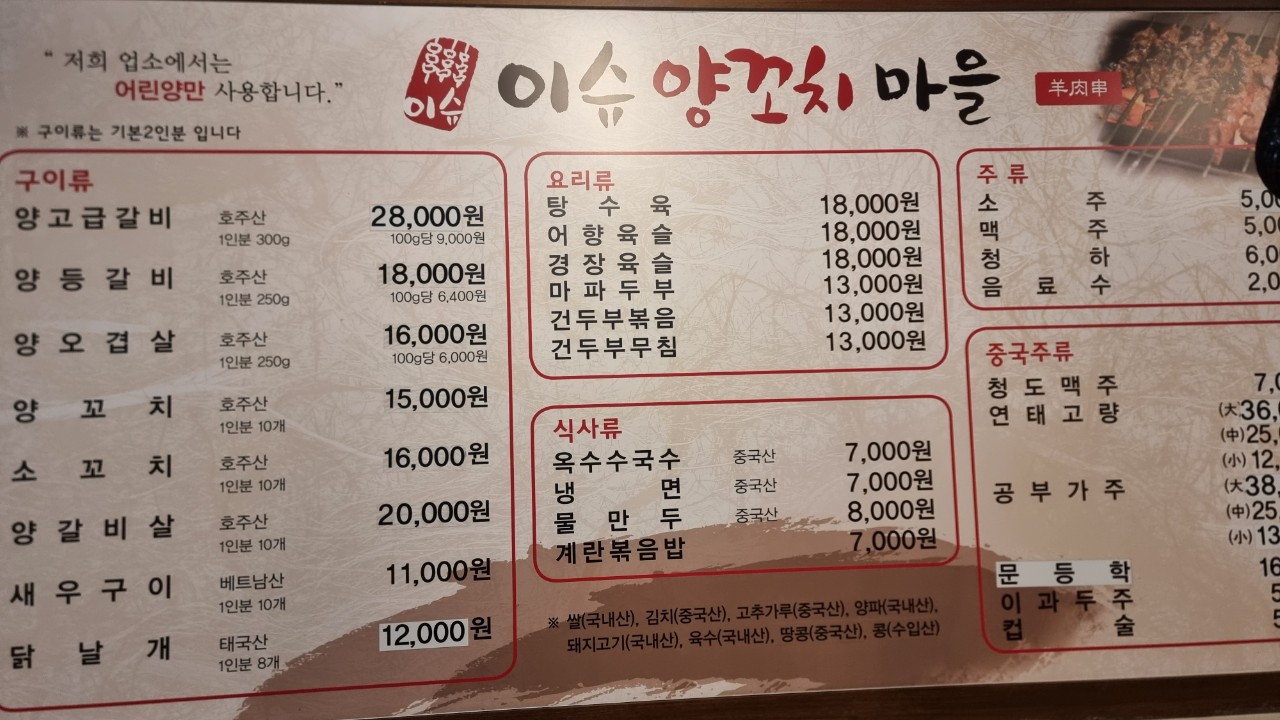 “ 저희 업소에서는
어린양만 사용합니다.”
이슈
이슈 양꼬치 마을
羊肉串
※ 구이류는 기본2인분 입니다
구이류
양고급갈비 호주산 28,000원
1인분 300g 100g당 9,000원
양등갈비 호주산 18,000원
1인분 250g 100g당 6,400원
양오겹살 호주산 16,000원
1인분 250g 100g당 6,000원
양꼬치 호주산 15,000원
1인분 10개
소꼬치 호주산 16,000원
1인분 10개
양갈비살 호주산 20,000원
1인분 10개
새우구이 베트남산 11,000원
1인분 10개
닭날개 태국산 12,000원
1인분 8개
요리류
탕수육 18,000원
어향육슬 18,000원
경장육슬 18,000원
마파두부 13,000원
건두부볶음 13,000원
건두부무침 13,000원
식사류
옥수수국수 중국산 7,000원
냉면 중국산 7,000원
물만두 중국산 8,000원
계란볶음밥 7,000원
※ 쌀(국내산), 김치(중국산), 고추가루(중국산), 양파(국내산),
돼지고기(국내산), 육수(국내산), 땅콩(중국산), 콩(수입산)
주류
소주
맥주
청하
음료수
중국주류
청도맥주
연태고량 (大)
(中)
(小)
공부가주 (大)
(中)
(小)
문등학
이과두주
컵술